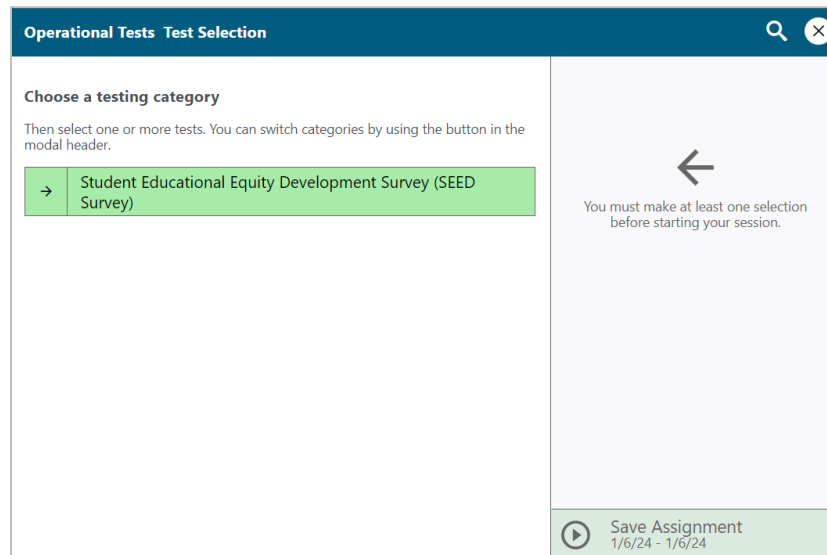 Operational Tests Test Selection
Choose a testing category
Then select one or more tests. You can switch categories by using the button in the
modal header.
Student Educational Equity Development Survey (SEED
Survey)
You must make at least one selection
before starting your session.
Save Assignment
1/6/24 - 1/6/24